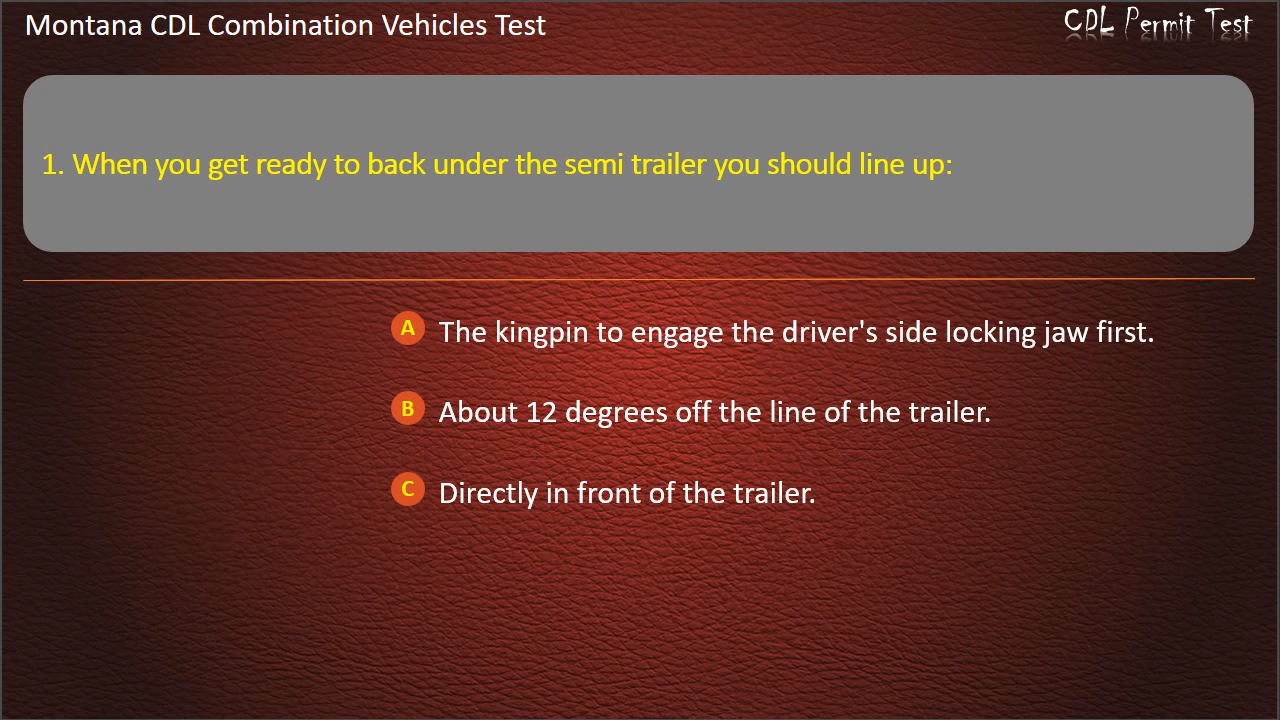 Montana CDL Combination Vehicles Test
CDL Permit Test
1. When you get ready to back under the semi trailer you should line up:
A The kingpin to engage the driver's side locking jaw first.
B About 12 degrees off the line of the trailer.
C Directly in front of the trailer.